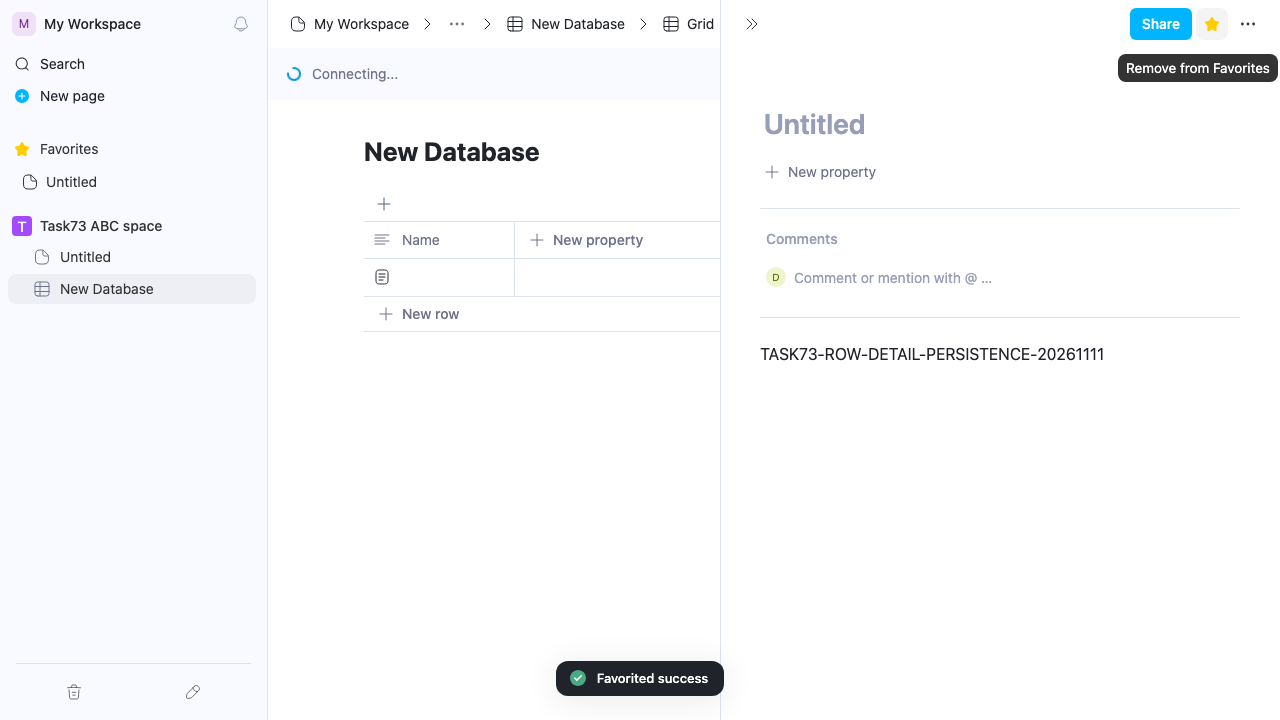 M My Workspace
Search
New page
Favorites
Untitled
T Task73 ABC space
Untitled
New Database
My Workspace > ... > New Database > Grid
Connecting...
New Database
Name
New property
New row
Share
Remove from Favorites
Untitled
New property
Comments
D Comment or mention with @ ...
TASK73-ROW-DETAIL-PERSISTENCE-20261111
Favorited success